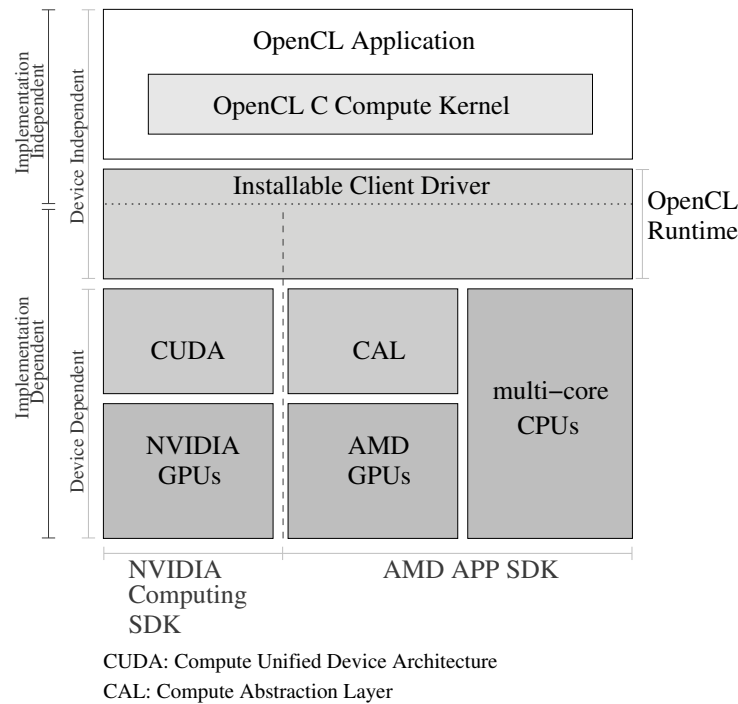 OpenCL Application
OpenCL C Compute Kernel
Implementation
Independent
Device Independent
Installable Client Driver
OpenCL
Runtime
Implementation
Dependent
Device Dependent
CUDA
CAL
multi−core
CPUs
NVIDIA
GPUs
AMD
GPUs
NVIDIA
Computing
SDK
AMD APP SDK
CUDA: Compute Unified Device Architecture
CAL: Compute Abstraction Layer